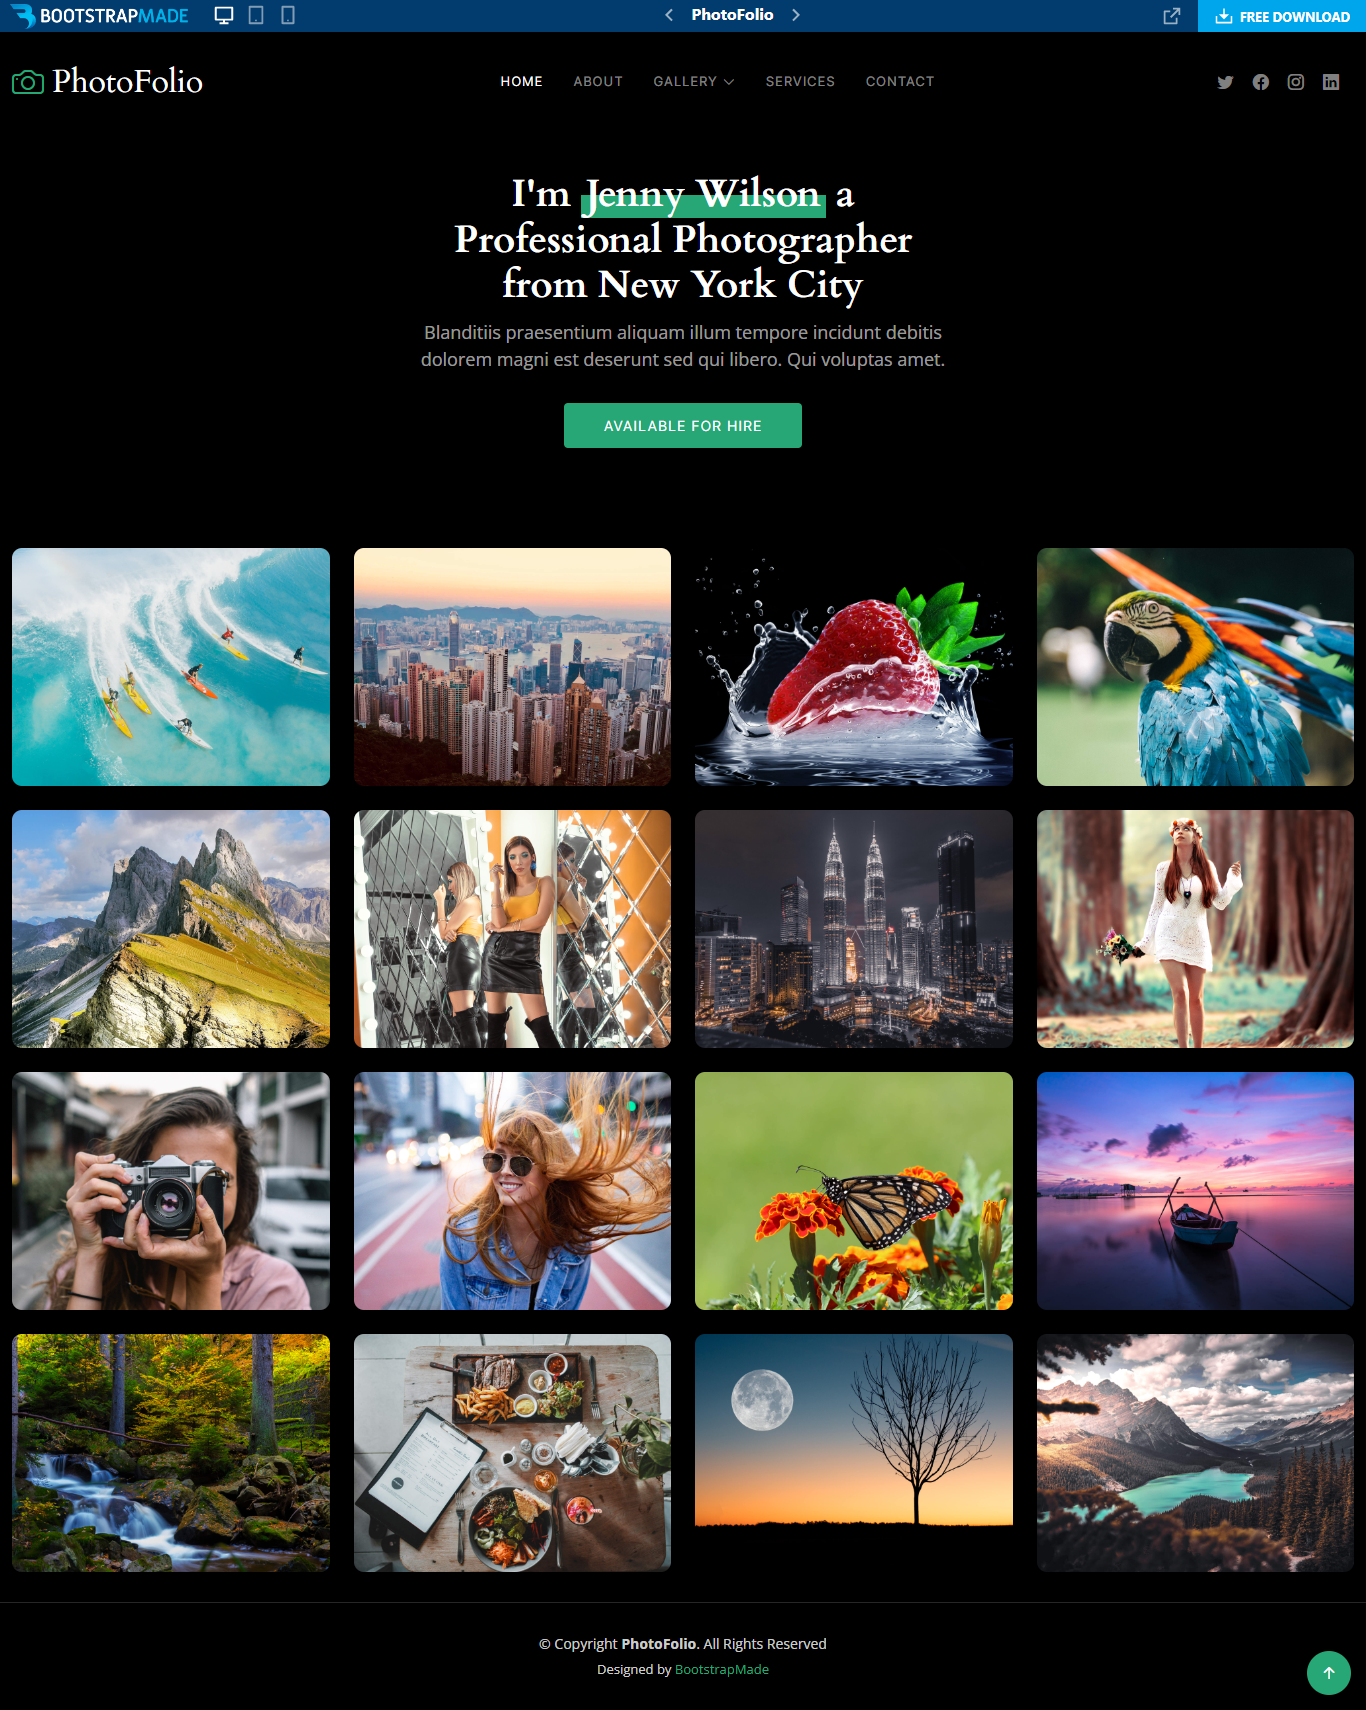 BOOTSTRAPMADE
PhotoFolio
FREE DOWNLOAD
PhotoFolio
HOME
ABOUT
GALLERY
SERVICES
CONTACT
I'm Jenny Wilson a
Professional Photographer
from New York City
Blanditiis praesentium aliquam illum tempore incidunt debitis
dolorem magni est deserunt sed qui libero. Qui voluptas amet.
AVAILABLE FOR HIRE
© Copyright PhotoFolio. All Rights Reserved
Designed by BootstrapMade